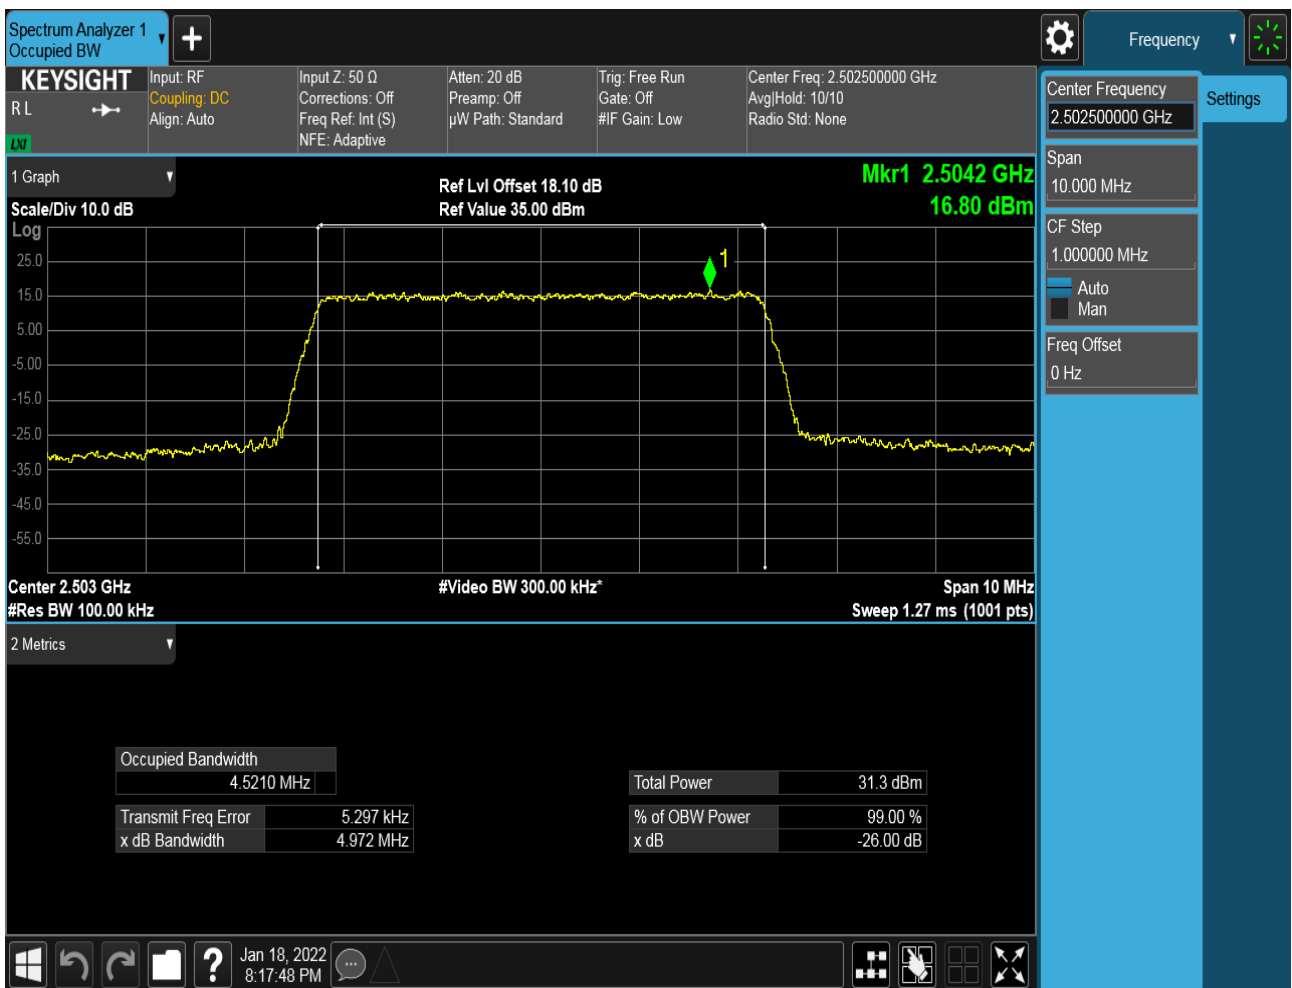 Spectrum Analyzer 1
Occupied BW
Frequency
KEYSIGHT
R L
LXI
Input: RF
Coupling: DC
Align: Auto
Input Z: 50 Ω
Corrections: Off
Freq Ref: Int (S)
NFE: Adaptive
Atten: 20 dB
Preamp: Off
µW Path: Standard
Trig: Free Run
Gate: Off
#IF Gain: Low
Center Freq: 2.502500000 GHz
Avg|Hold: 10/10
Radio Std: None
Center Frequency
2.502500000 GHz
Settings
Span
10.000 MHz
CF Step
1.000000 MHz
Auto
Man
Freq Offset
0 Hz
1 Graph
Scale/Div 10.0 dB
Log
Ref Lvl Offset 18.10 dB
Ref Value 35.00 dBm
Mkr1 2.5042 GHz
16.80 dBm
1
25.0
15.0
5.00
-5.00
-15.0
-25.0
-35.0
-45.0
-55.0
Center 2.503 GHz
#Video BW 300.00 kHz*
Span 10 MHz
#Res BW 100.00 kHz
Sweep 1.27 ms (1001 pts)
2 Metrics
Occupied Bandwidth
4.5210 MHz
Total Power 31.3 dBm
Transmit Freq Error 5.297 kHz
% of OBW Power 99.00 %
x dB Bandwidth 4.972 MHz
x dB -26.00 dB
?
Jan 18, 2022
8:17:48 PM